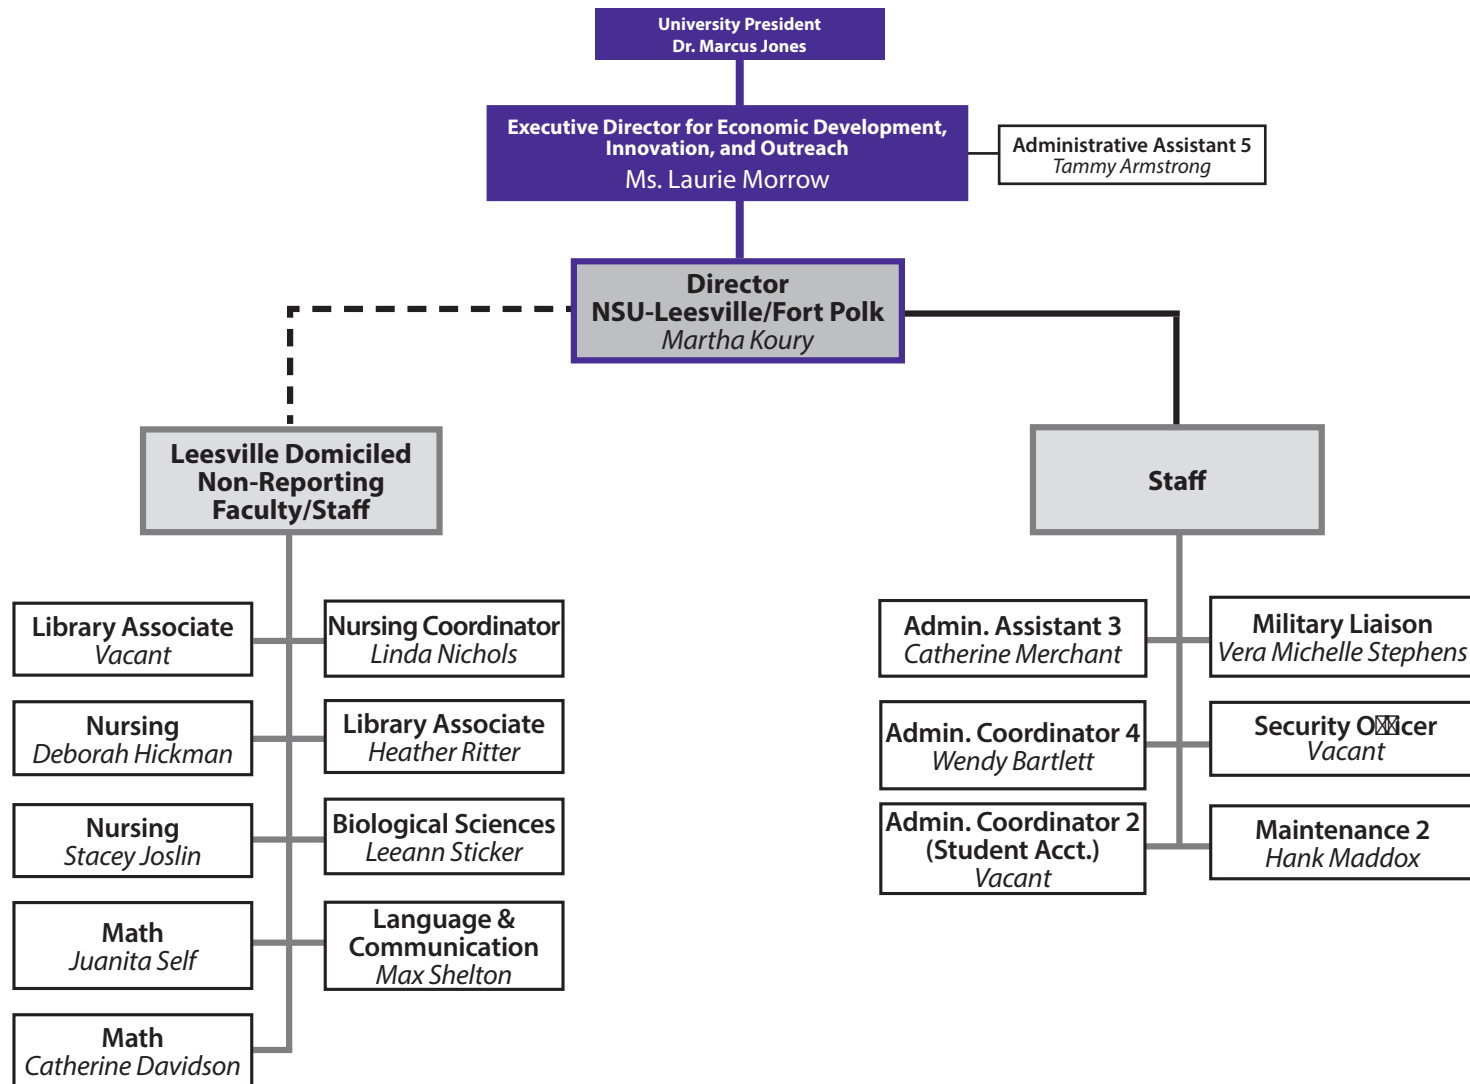 University President
Dr. Marcus Jones
Executive Director for Economic Development,
Innovation, and Outreach
Ms. Laurie Morrow
Administrative Assistant 5
Tammy Armstrong
Director
NSU-Leesville/Fort Polk
Martha Koury
Leesville Domiciled
Non-Reporting
Faculty/Staff
Staff
Library Associate
Vacant
Nursing Coordinator
Linda Nichols
Nursing
Deborah Hickman
Library Associate
Heather Ritter
Nursing
Stacey Joslin
Biological Sciences
Leeann Sticker
Math
Juanita Self
Language &
Communication
Max Shelton
Math
Catherine Davidson
Admin. Assistant 3
Catherine Merchant
Military Liaison
Vera Michelle Stephens
Admin. Coordinator 4
Wendy Bartlett
Security
Vacant
Admin. Coordinator 2
(Student Acct.)
Vacant
Maintenance 2
Hank Maddox